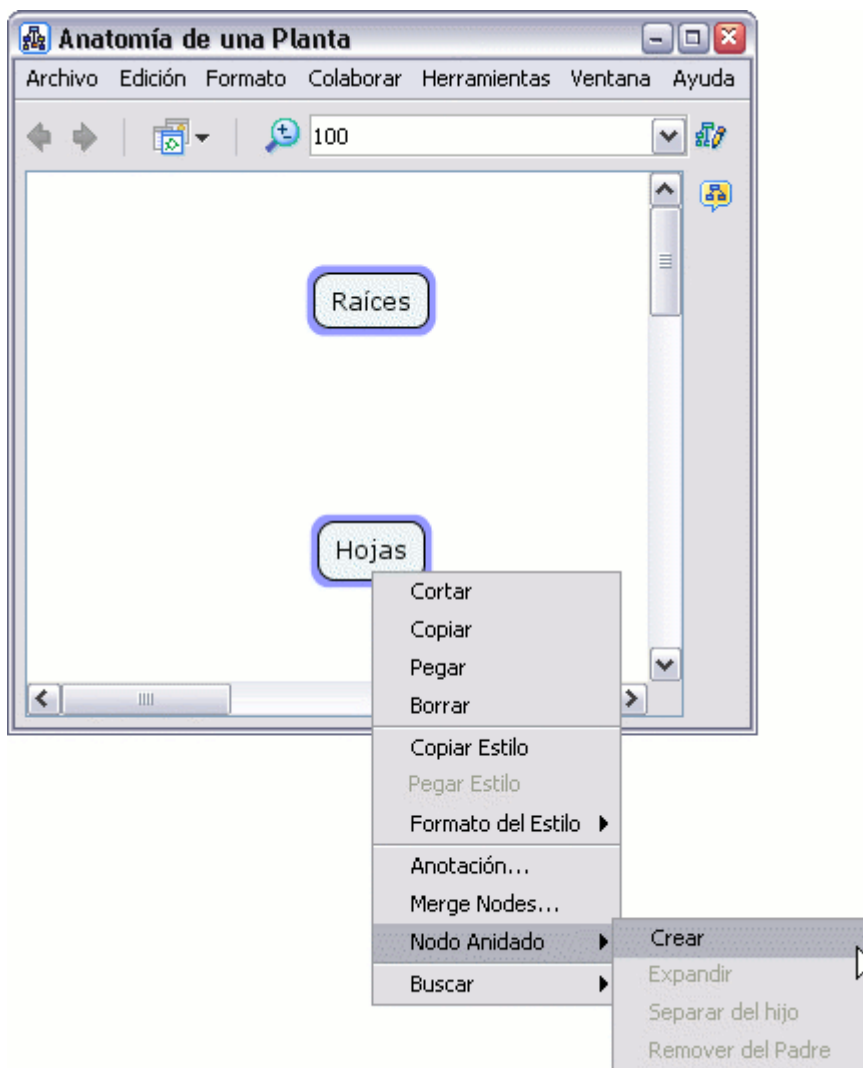 Anatomía de una Planta
Archivo Edición Formato Colaborar Herramientas Ventana Ayuda
100
Raíces
Hojas
Cortar
Copiar
Pegar
Borrar
Copiar Estilo
Pegar Estilo
Formato del Estilo
Anotación...
Merge Nodes...
Nodo Anidado
Crear
Buscar
Expandir
Separar del hijo
Remover del Padre